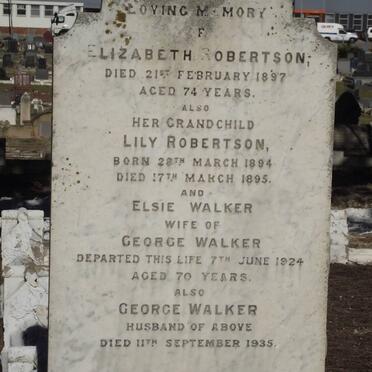 LOVING MEMORY
F
ELIZABETH ROBERTSON,
DIED 21ST FEBRUARY 1897
AGED 74 YEARS.
ALSO
HER GRANDCHILD
LILY ROBERTSON,
BORN 28TH MARCH 1894
DIED 17TH MARCH 1895.
AND
ELSIE WALKER
WIFE OF
GEORGE WALKER
DEPARTED THIS LIFE 7TH JUNE 1924
AGED 70 YEARS.
ALSO
GEORGE WALKER
HUSBAND OF ABOVE
DIED 11TH SEPTEMBER 1935.